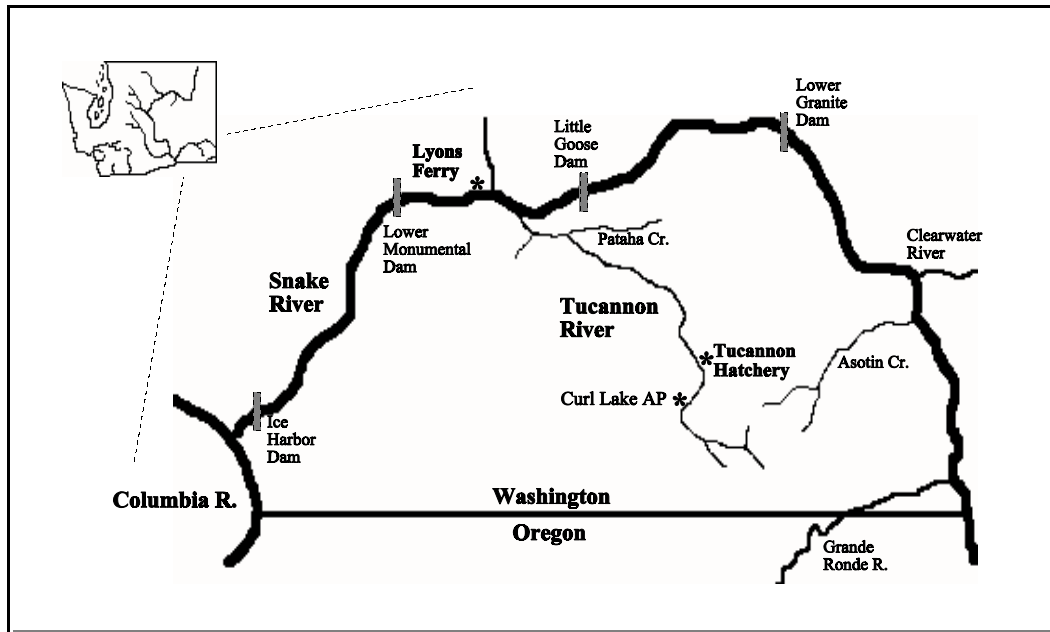 Lower
Granite
Dam
Little
Goose
Dam
Lyons
Ferry
*
Lower
Monumental
Dam
Pataha Cr.
Clearwater
River
Snake
River
Tucannon
River
*
Tucannon
Hatchery
Asotin Cr.
Curl Lake AP *
Ice
Harbor
Dam
Columbia R.
Washington
Oregon
Grande
Ronde R.